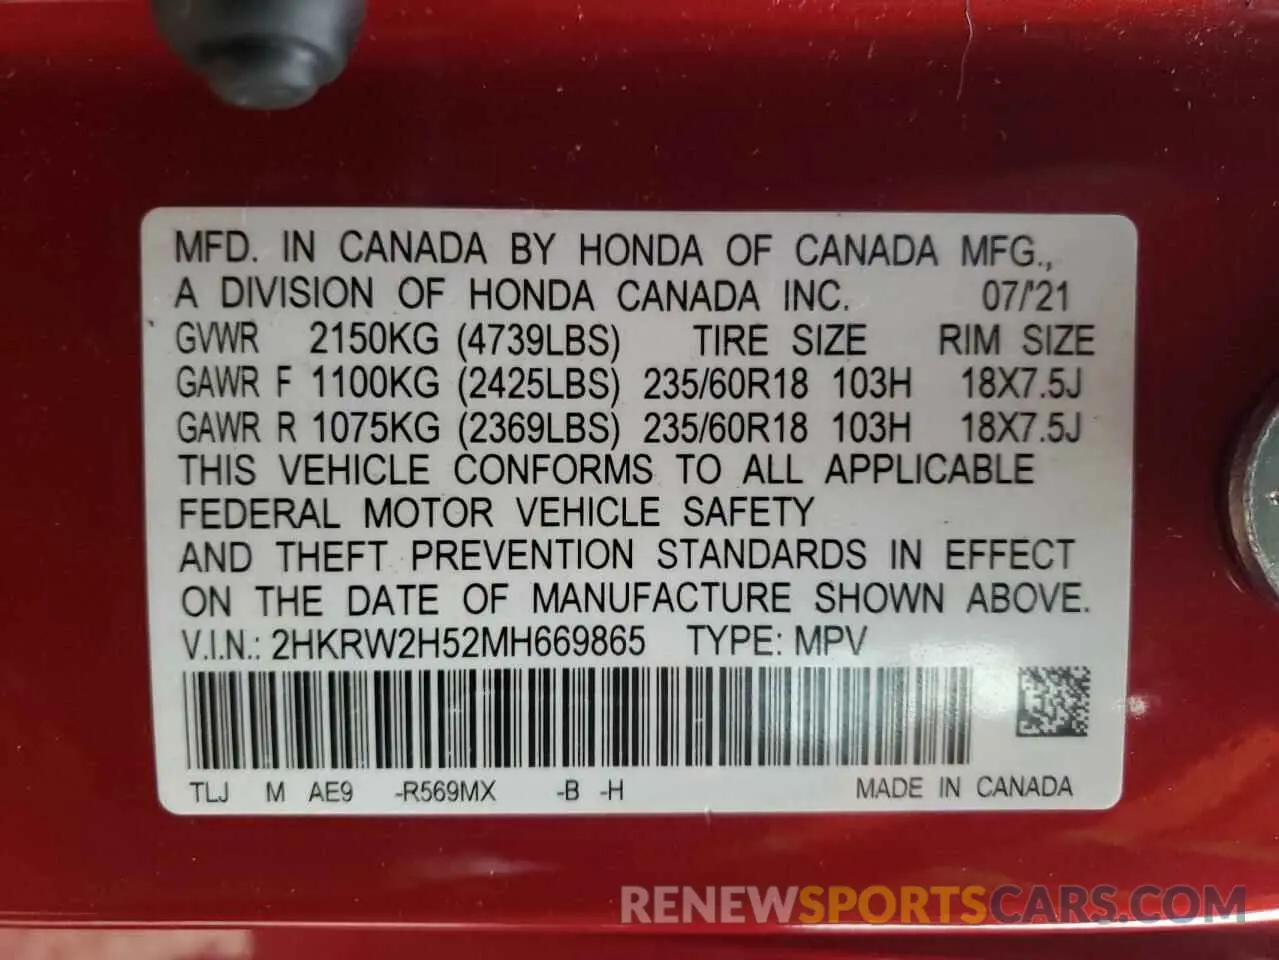 MFD. IN CANADA BY HONDA OF CANADA MFG.,
A DIVISION OF HONDA CANADA INC. 07/'21
GVWR 2150KG (4739LBS) TIRE SIZE RIM SIZE
GAWR F 1100KG (2425LBS) 235/60R18 103H 18X7.5J
GAWR R 1075KG (2369LBS) 235/60R18 103H 18X7.5J
THIS VEHICLE CONFORMS TO ALL APPLICABLE
FEDERAL MOTOR VEHICLE SAFETY
AND THEFT PREVENTION STANDARDS IN EFFECT
ON THE DATE OF MANUFACTURE SHOWN ABOVE.
V.I.N.: 2HKRW2H52MH669865 TYPE: MPV
TLJ M AE9 -R569MX -B -H MADE IN CANADA
RENEWSPORTSCARS.COM